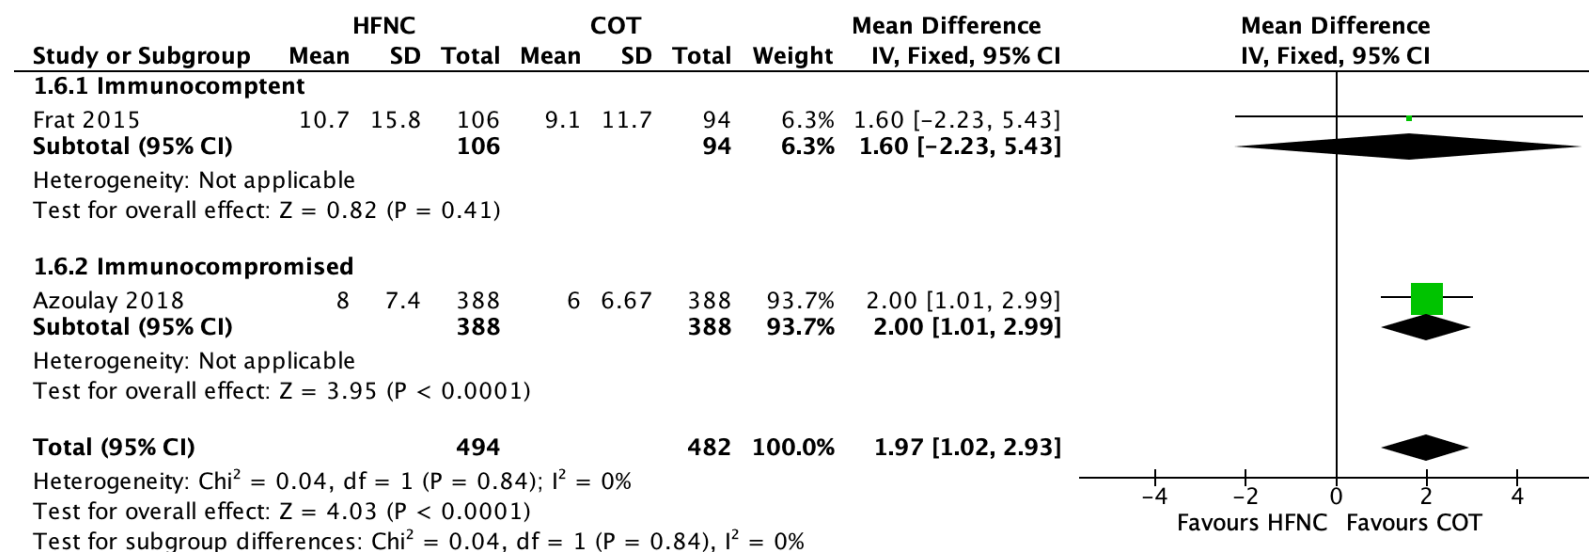 HFNC COT Mean Difference Mean Difference
Study or Subgroup Mean SD Total Mean SD Total Weight IV, Fixed, 95% CI IV, Fixed, 95% CI
1.6.1 Immunocomptent
Frat 2015 10.7 15.8 106 9.1 11.7 94 6.3% 1.60 [−2.23, 5.43]
Subtotal (95% CI) 106 94 6.3% 1.60 [−2.23, 5.43]
Heterogeneity: Not applicable
Test for overall effect: Z = 0.82 (P = 0.41)
1.6.2 Immunocompromised
Azoulay 2018 8 7.4 388 6 6.67 388 93.7% 2.00 [1.01, 2.99]
Subtotal (95% CI) 388 388 93.7% 2.00 [1.01, 2.99]
Heterogeneity: Not applicable
Test for overall effect: Z = 3.95 (P < 0.0001)
Total (95% CI) 494 482 100.0% 1.97 [1.02, 2.93]
Heterogeneity: Chi² = 0.04, df = 1 (P = 0.84); I² = 0%
Test for overall effect: Z = 4.03 (P < 0.0001)
Test for subgroup differences: Chi² = 0.04, df = 1 (P = 0.84), I² = 0%
−4 −2 0 2 4
Favours HFNC Favours COT